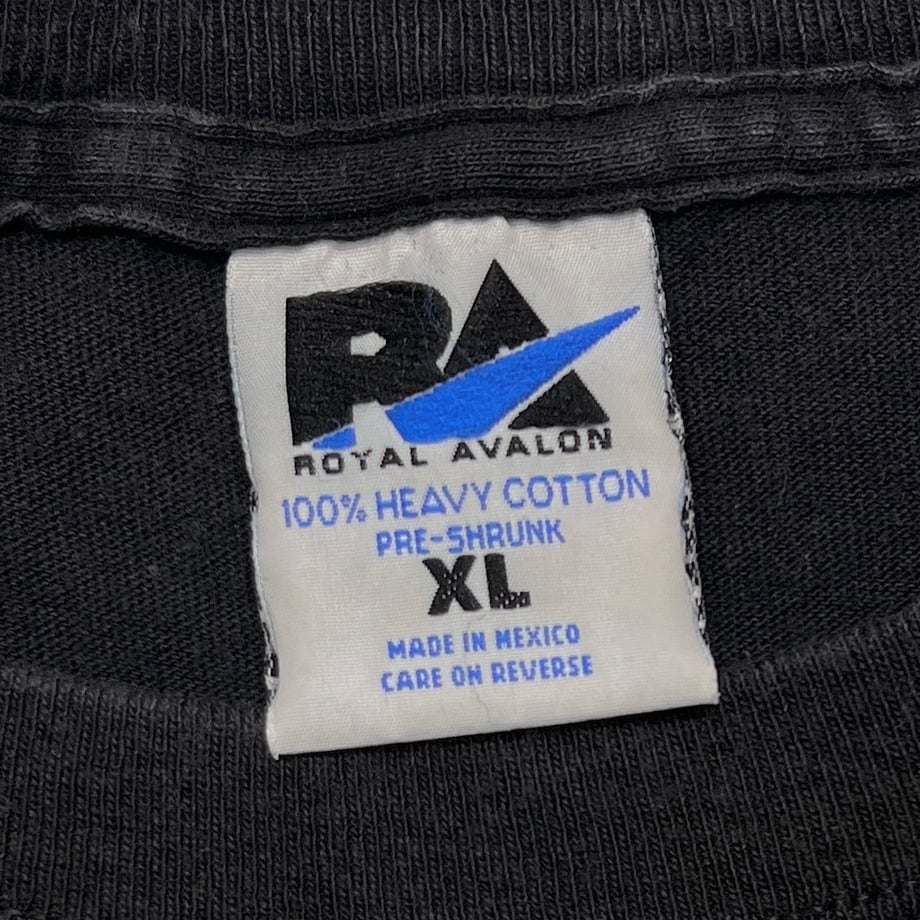 RA
ROYAL AVALON
100% HEAVY COTTON
PRE-SHRUNK
XL
MADE IN MEXICO
CARE ON REVERSE